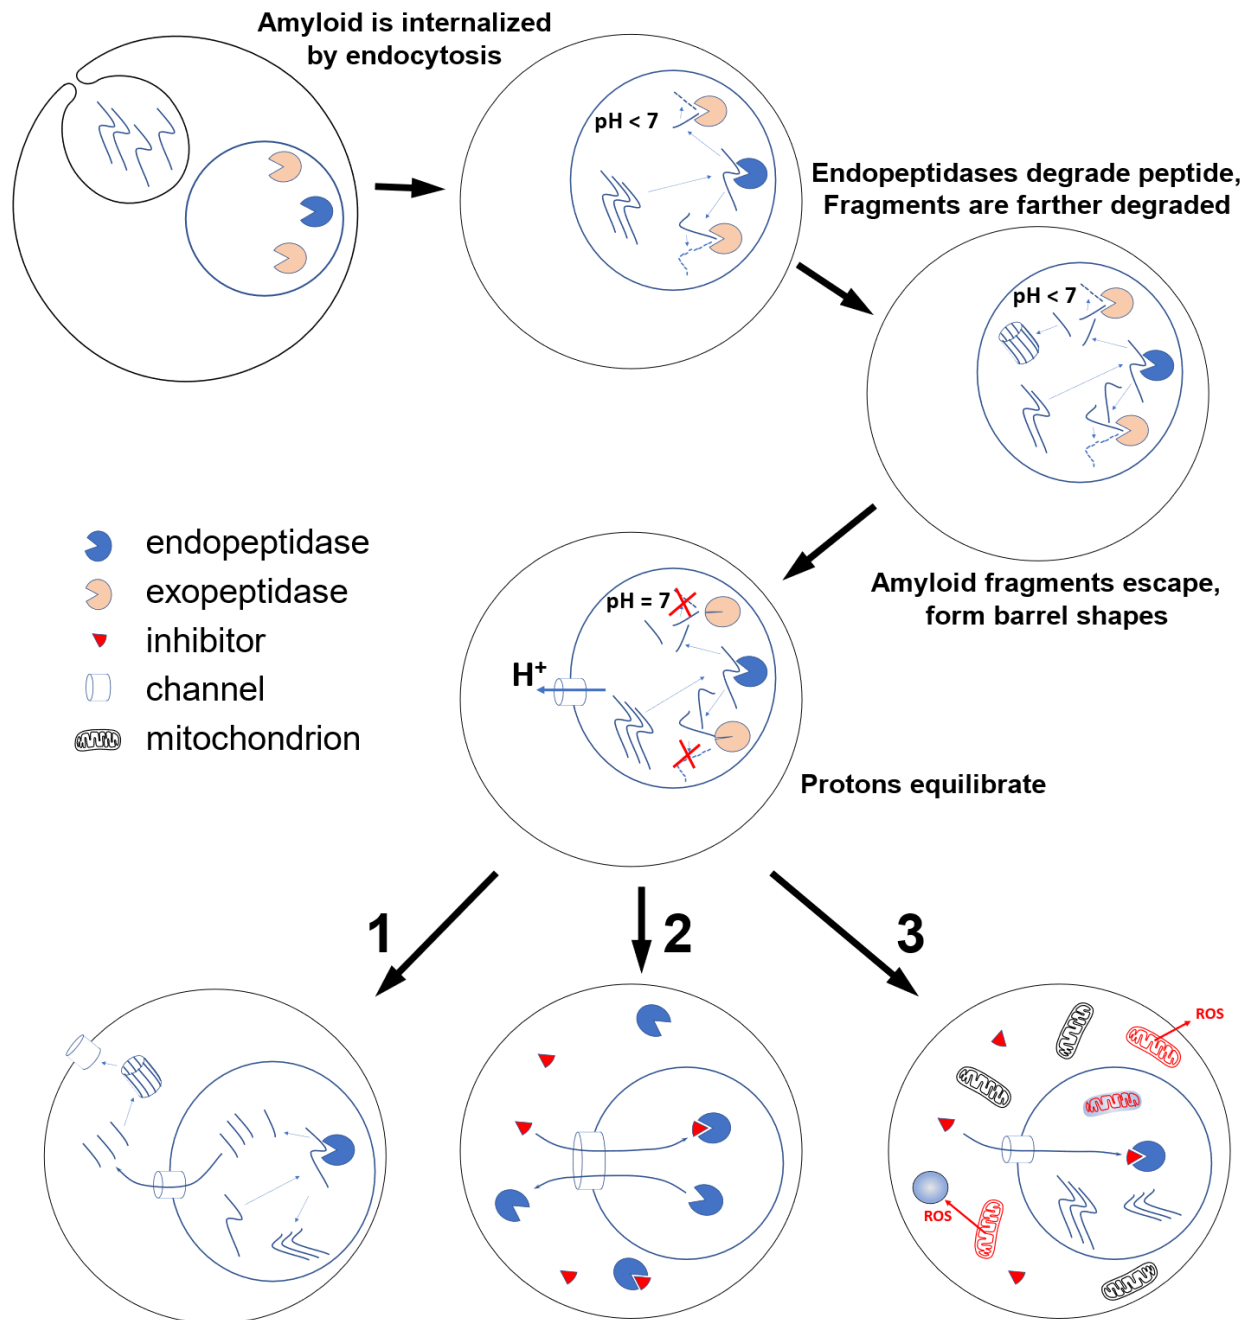 Amyloid is internalized
by endocytosis
pH < 7
Endopeptidases degrade peptide,
Fragments are farther degraded
pH < 7
Amyloid fragments escape,
form barrel shapes
endopeptidase
exopeptidase
inhibitor
channel
mitochondrion
pH = 7
H⁺
Protons equilibrate
1
2
3
ROS
ROS